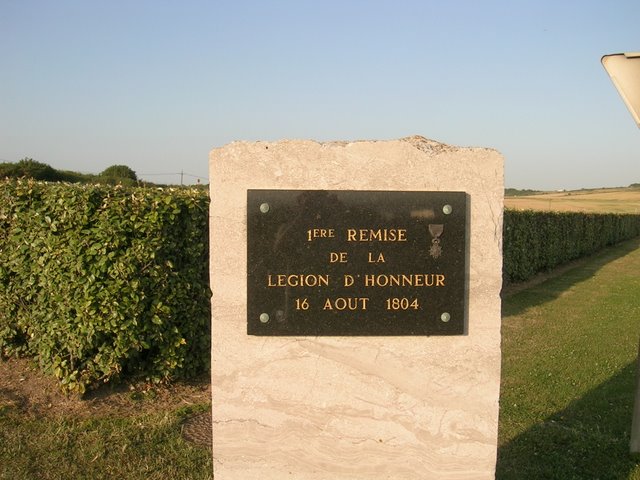 1ERE REMISE
DE LA
LEGION D'HONNEUR
16 AOUT 1804